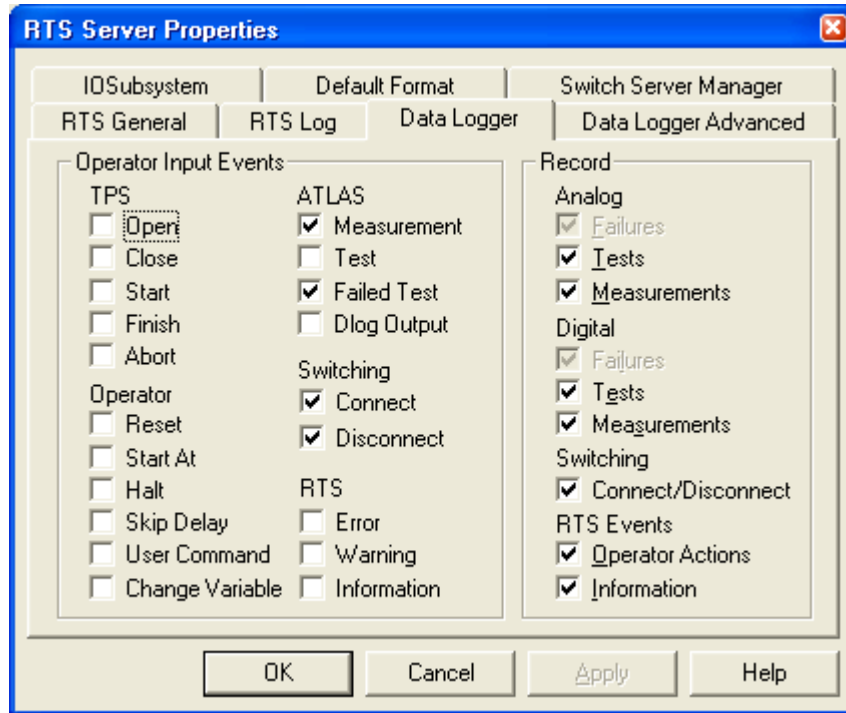 RTS Server Properties
IOSubsystem
Default Format
Switch Server Manager
RTS General
RTS Log
Data Logger
Data Logger Advanced
Operator Input Events
TPS
Open
Close
Start
Finish
Abort
Operator
Reset
Start At
Halt
Skip Delay
User Command
Change Variable
ATLAS
Measurement
Test
Failed Test
Dlog Output
Switching
Connect
Disconnect
RTS
Error
Warning
Information
Record
Analog
Failures
Tests
Measurements
Digital
Failures
Tests
Measurements
Switching
Connect/Disconnect
RTS Events
Operator Actions
Information
OK
Cancel
Apply
Help